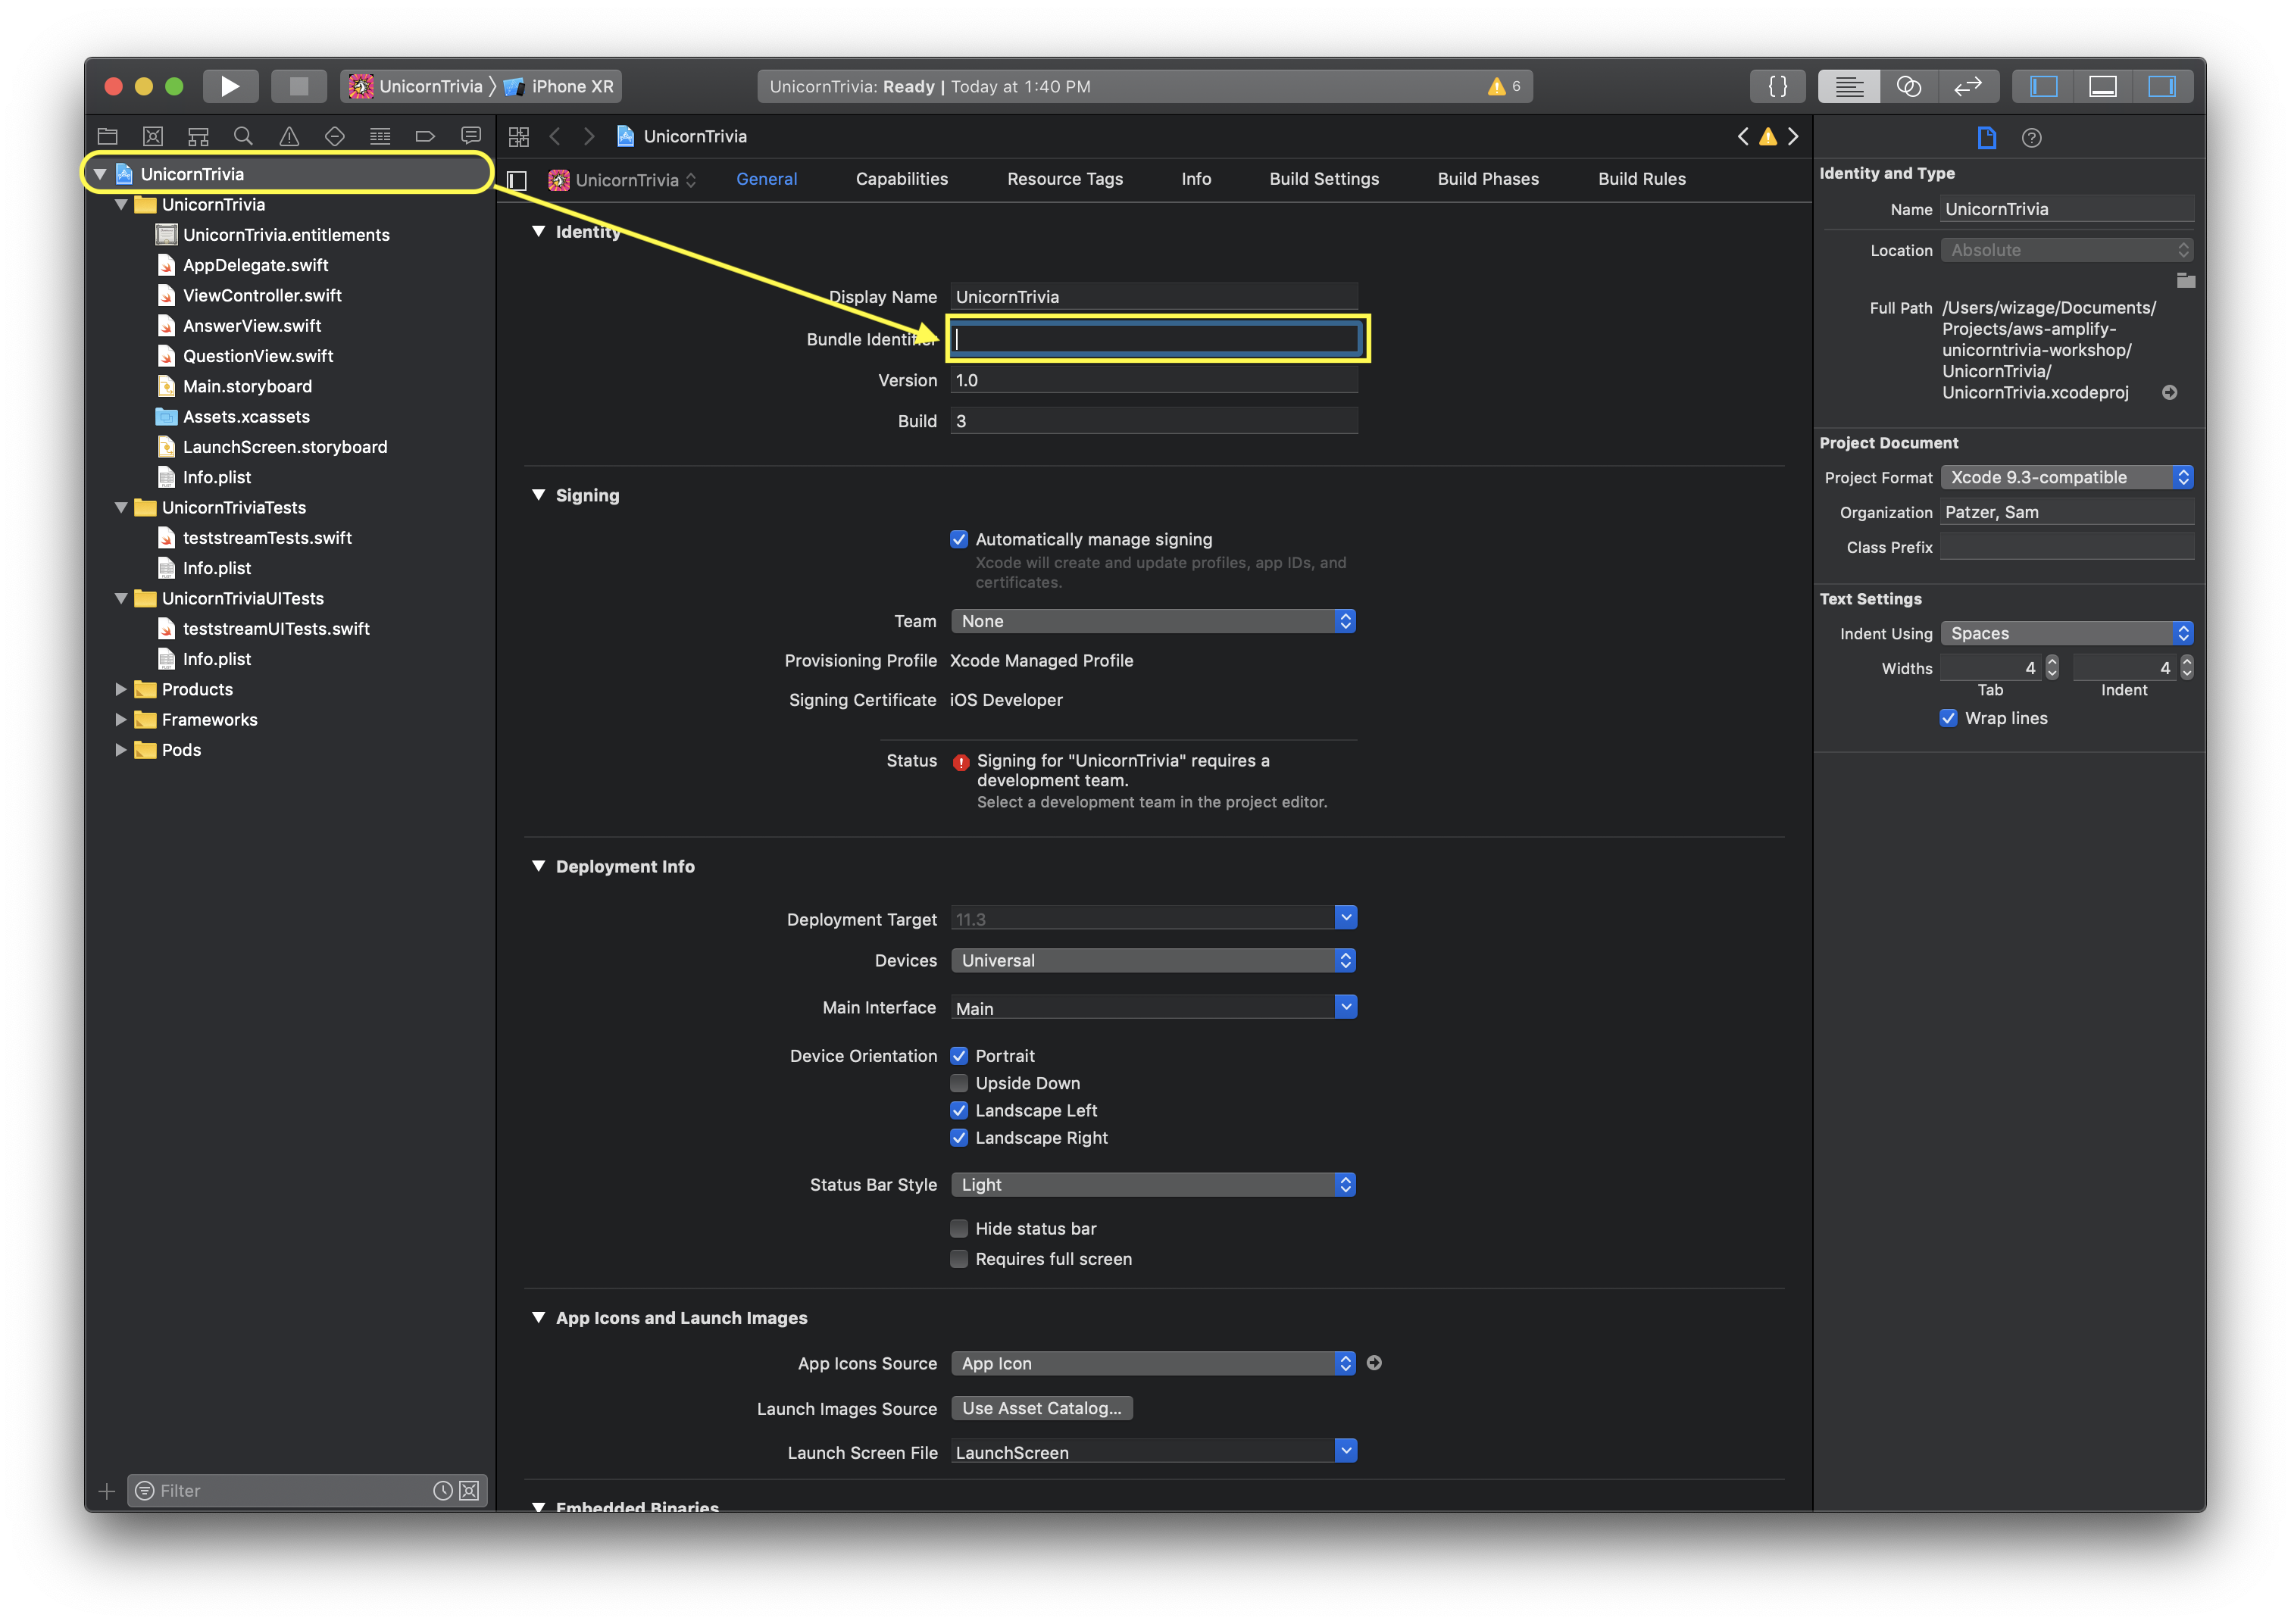 UnicornTrivia
iPhone XR
UnicornTrivia: Ready | Today at 1:40 PM
6
{ }
UnicornTrivia
UnicornTrivia
UnicornTrivia
UnicornTrivia.entitlements
AppDelegate.swift
ViewController.swift
AnswerView.swift
QuestionView.swift
Main.storyboard
Assets.xcassets
LaunchScreen.storyboard
Info.plist
UnicornTriviaTests
teststreamTests.swift
Info.plist
UnicornTriviaUITests
teststreamUITests.swift
Info.plist
Products
Frameworks
Pods
Filter
UnicornTrivia
General
Capabilities
Resource Tags
Info
Build Settings
Build Phases
Build Rules
Identity
Display Name UnicornTrivia
Bundle Identifier
Version 1.0
Build 3
Signing
Automatically manage signing
Xcode will create and update profiles, app IDs, and
certificates.
Team None
Provisioning Profile Xcode Managed Profile
Signing Certificate iOS Developer
Status Signing for "UnicornTrivia" requires a
development team.
Select a development team in the project editor.
Deployment Info
Deployment Target 11.3
Devices Universal
Main Interface Main
Device Orientation Portrait
Upside Down
Landscape Left
Landscape Right
Status Bar Style Light
Hide status bar
Requires full screen
App Icons and Launch Images
App Icons Source App Icon
Launch Images Source Use Asset Catalog...
Launch Screen File LaunchScreen
Embedded Binaries
Identity and Type
Name UnicornTrivia
Location Absolute
Full Path /Users/wizage/Documents/
Projects/aws-amplify-
unicorntrivia-workshop/
UnicornTrivia/
UnicornTrivia.xcodeproj
Project Document
Project Format Xcode 9.3-compatible
Organization Patzer, Sam
Class Prefix
Text Settings
Indent Using Spaces
Widths 4 4
Tab Indent
Wrap lines